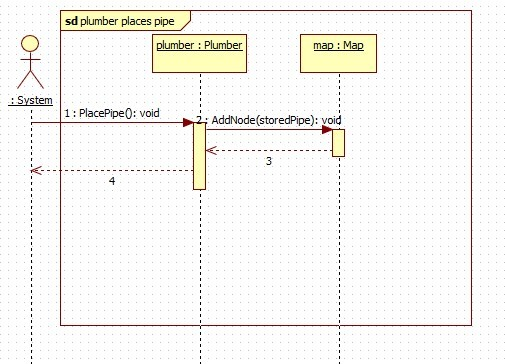 sd plumber places pipe
plumber : Plumber
map : Map
: System
1 : PlacePipe(): void
2 : AddNode(storedPipe): void
3
4